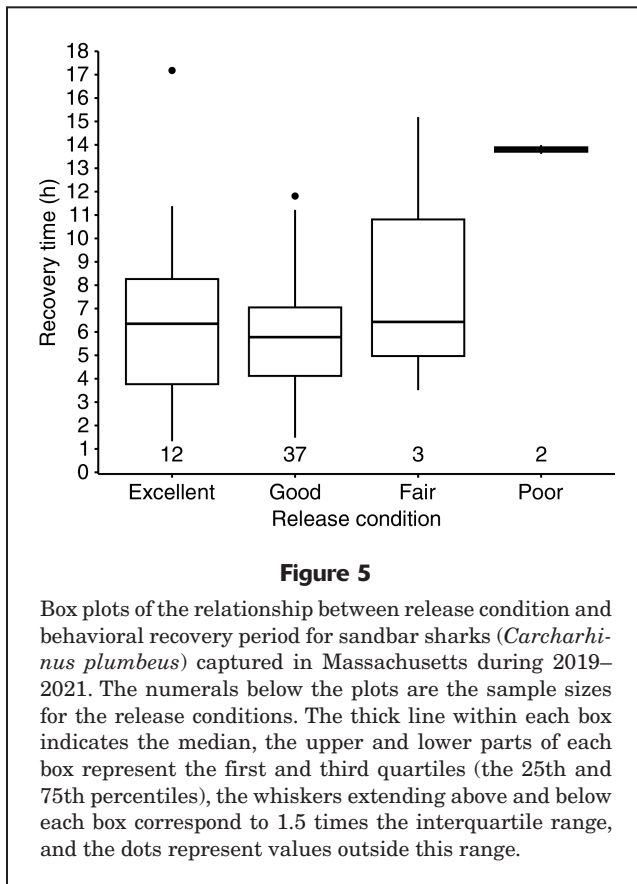 18
17
16
15
14
13
12
11
10
9
8
7
6
5
4
3
2
1
0
Recovery time (h)
12 37 3 2
Excellent Good Fair Poor
Release condition
Figure 5
Box plots of the relationship between release condition and
behavioral recovery period for sandbar sharks (Carcharhi-
nus plumbeus) captured in Massachusetts during 2019–
2021. The numerals below the plots are the sample sizes
for the release conditions. The thick line within each box
indicates the median, the upper and lower parts of each
box represent the first and third quartiles (the 25th and
75th percentiles), the whiskers extending above and below
each box correspond to 1.5 times the interquartile range,
and the dots represent values outside this range.